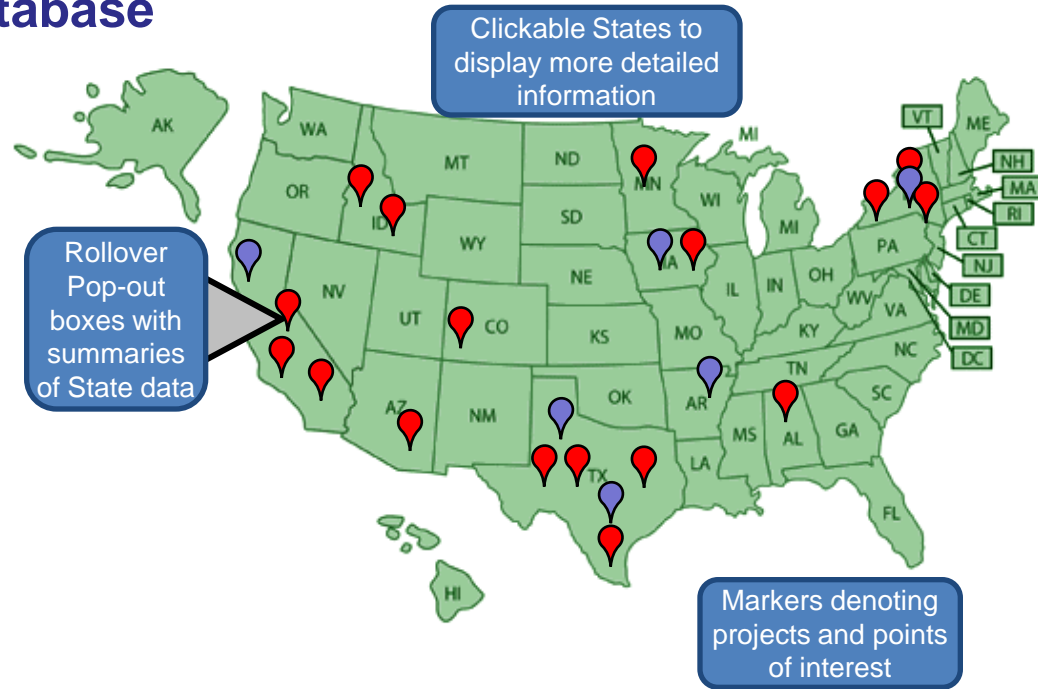 tabase
Clickable States to
display more detailed
information
Rollover
Pop-out
boxes with
summaries
of State data
Markers denoting
projects and points
of interest
AK
WA
MT
ND
MN
MI
VT
ME
NH
MA
RI
CT
NJ
DE
MD
DC
OR
ID
SD
WI
MI
WY
PA
NV
NE
IA
IL
IN
OH
WV
VA
UT
CO
KS
MO
KY
NC
TN
SC
AZ
NM
OK
AR
MS
AL
GA
TX
LA
FL
HI